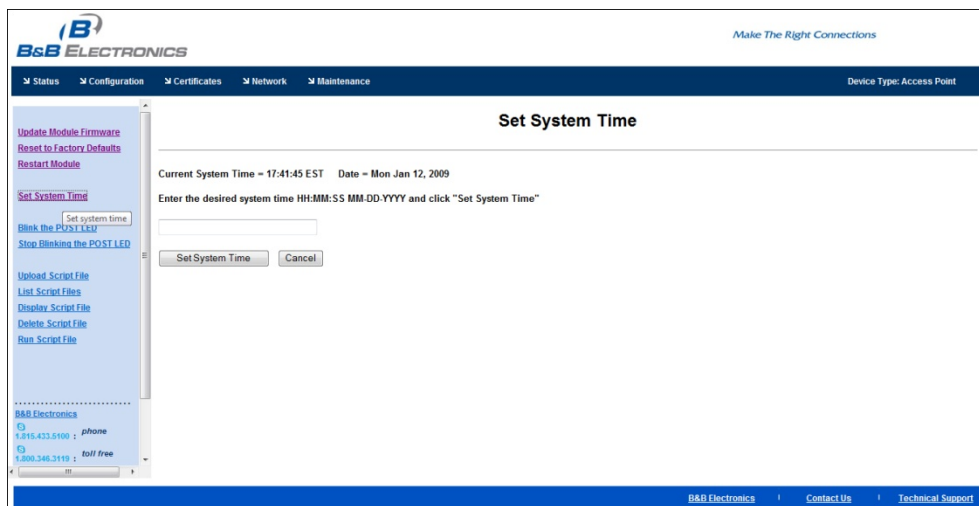 B&B ELECTRONICS
Make The Right Connections
Status Configuration Certificates Network Maintenance Device Type: Access Point
Update Module Firmware
Reset to Factory Defaults
Restart Module
Set System Time
Set system time
Blink the POST LED
Stop Blinking the POST LED
Upload Script File
List Script Files
Display Script File
Delete Script File
Run Script File
B&B Electronics
1.815.433.5100 : phone
1.800.346.3119 : toll free
Set System Time
Current System Time = 17:41:45 EST Date = Mon Jan 12, 2009
Enter the desired system time HH:MM:SS MM-DD-YYYY and click "Set System Time"
Set System Time Cancel
B&B Electronics | Contact Us | Technical Support